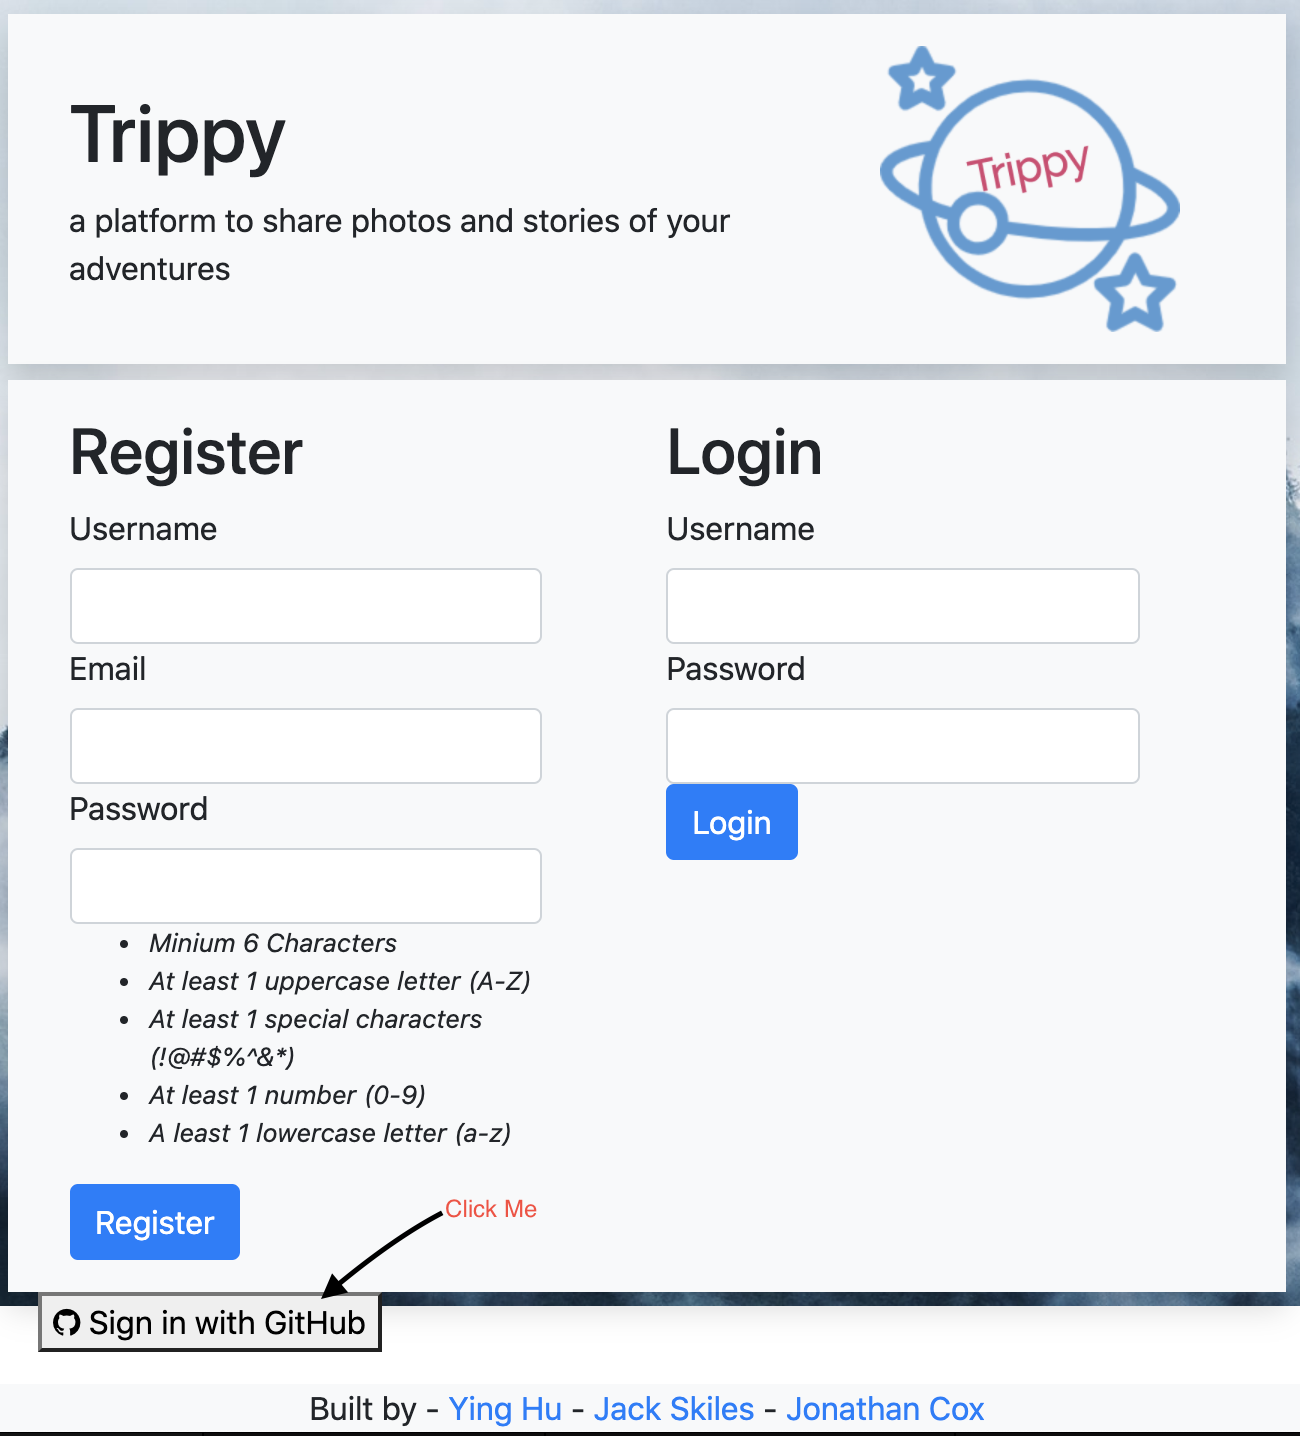 Trippy
a platform to share photos and stories of your
adventures
Trippy
Register
Username
Email
Password
Minium 6 Characters
At least 1 uppercase letter (A-Z)
At least 1 special characters
(!@#$%^&*)
At least 1 number (0-9)
A least 1 lowercase letter (a-z)
Register
Login
Username
Password
Login
Click Me
Sign in with GitHub
Built by - Ying Hu - Jack Skiles - Jonathan Cox